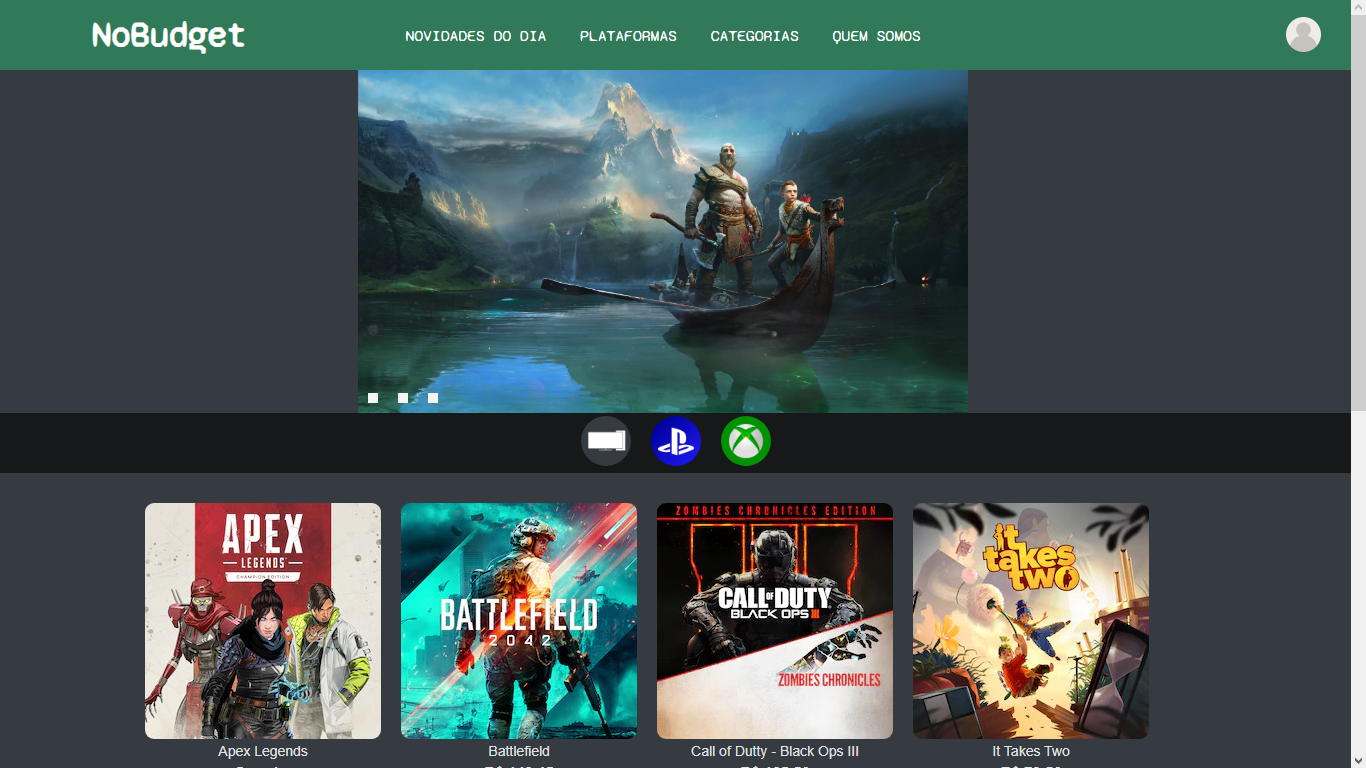 NoBudget
NOVIDADES DO DIA PLATAFORMAS CATEGORIAS QUEM SOMOS
APEX
LEGENDS
CHAMPION EDITION
BATTLEFIELD
2042
ZOMBIES CHRONICLES EDITION
CALL OF DUTY
BLACK OPS III
ZOMBIES CHRONICLES
it
takes
two
Apex Legends
Battlefield
Call of Dutty - Black Ops III
It Takes Two